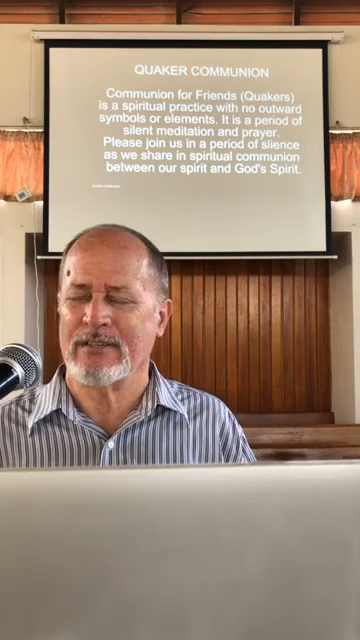 QUAKER COMMUNION
Communion for Friends (Quakers)
is a spiritual practice with no outward
symbols or elements. It is a period of
silent meditation and prayer.
Please join us in a period of slience
as we share in spiritual communion
between our spirit and God's Spirit.